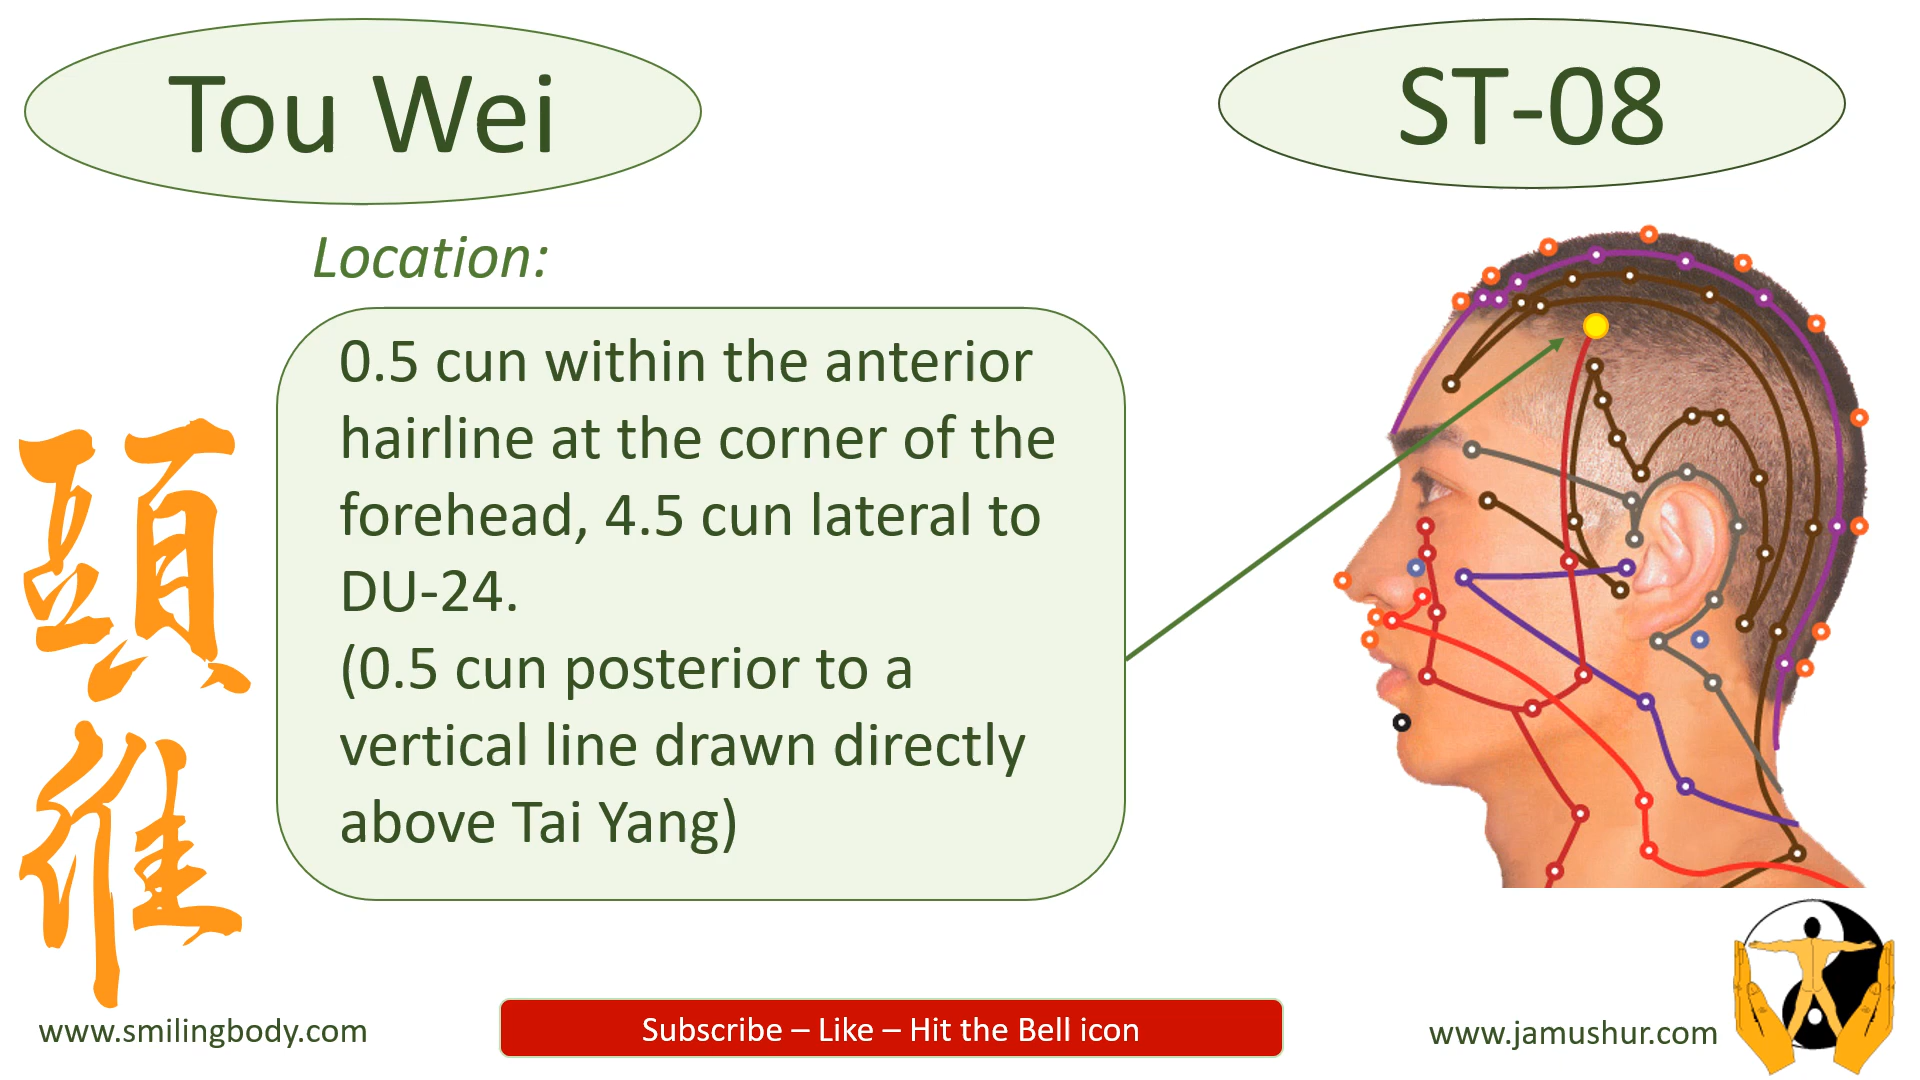 Tou Wei
ST-08
Location:
0.5 cun within the anterior
hairline at the corner of the
forehead, 4.5 cun lateral to
DU-24.
(0.5 cun posterior to a
vertical line drawn directly
above Tai Yang)
頭
維
www.smilingbody.com
Subscribe – Like – Hit the Bell icon
www.jamushur.com